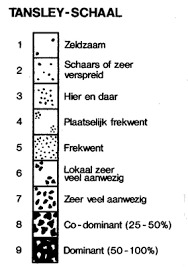 TANSLEY-SCHAAL
1 Zeldzaam
2 Schaars of zeer
verspreid
3 Hier en daar
4 Plaatselijk frekwent
5 Frekwent
6 Lokaal zeer
veel aanwezig
7 Zeer veel aanwezig
8 Co-dominant (25-50%)
9 Dominant (50-100%)